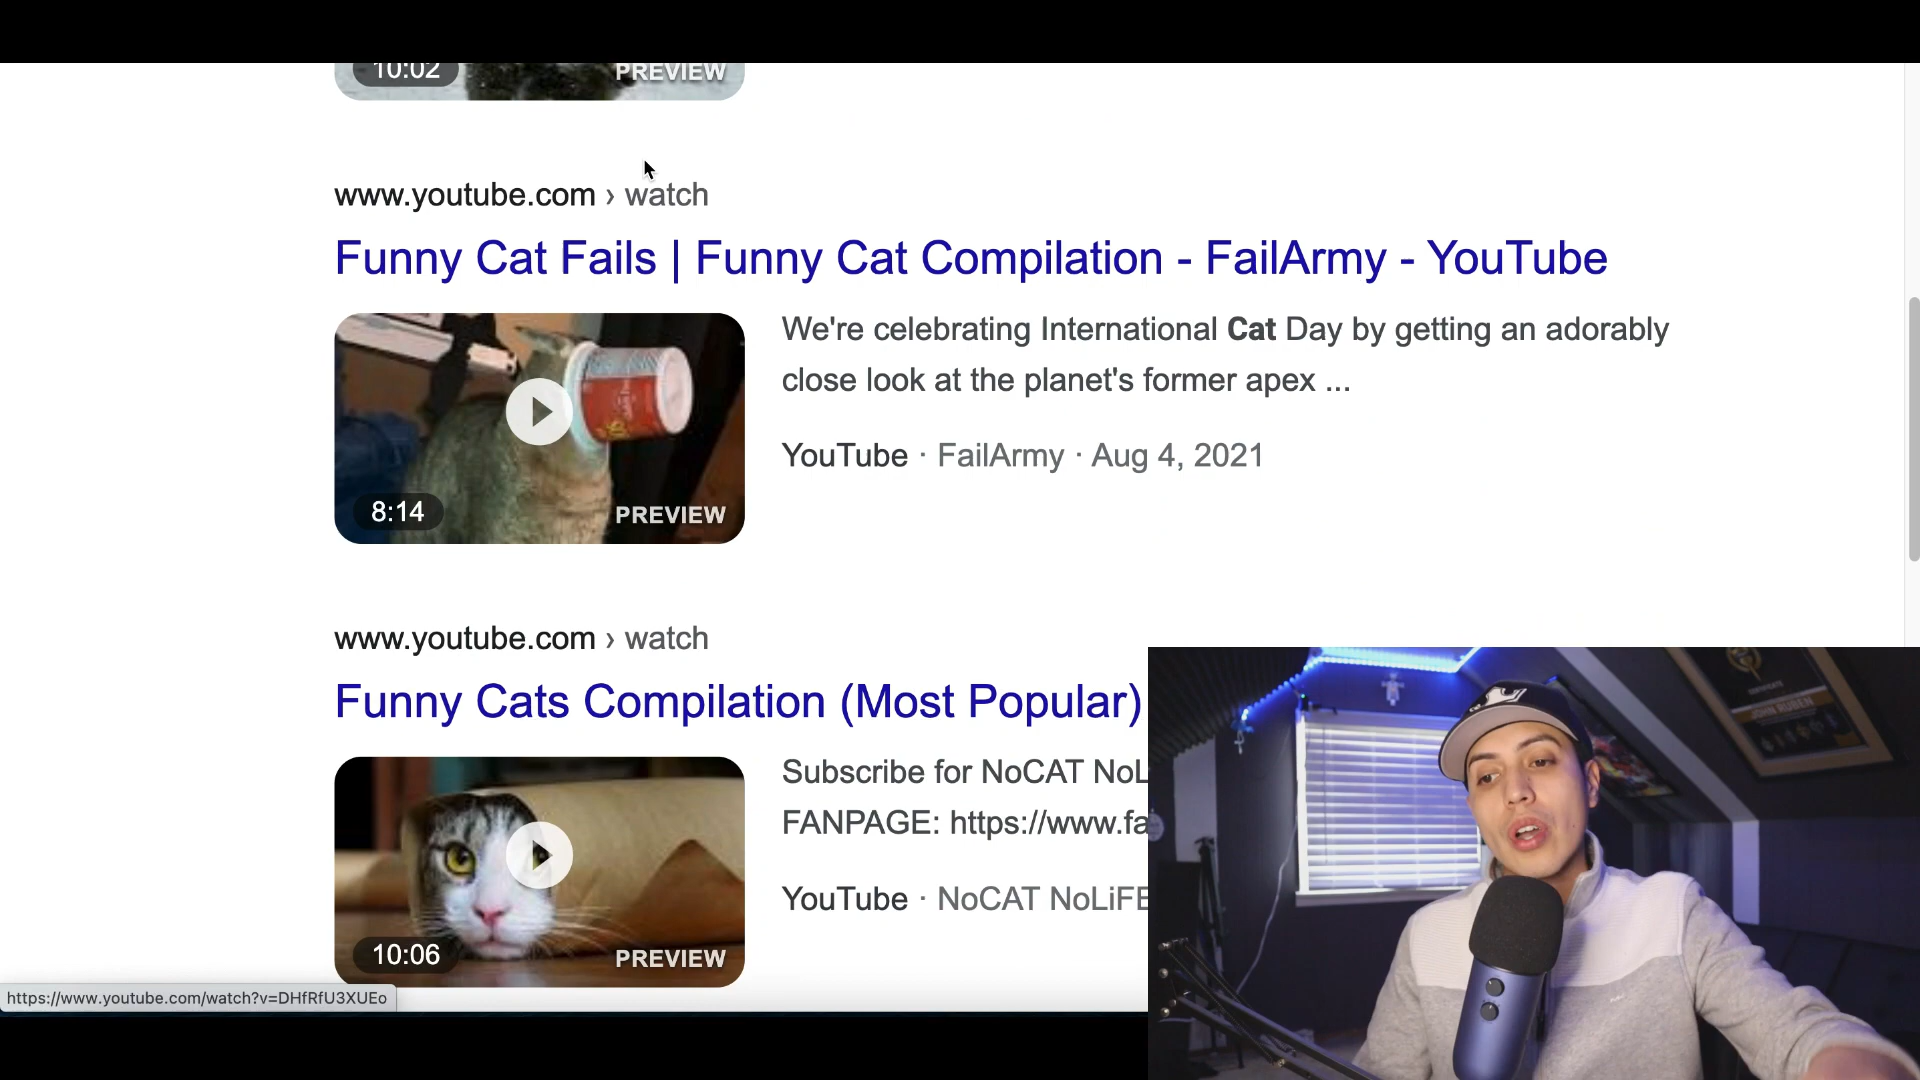 10:02
PREVIEW
www.youtube.com › watch
Funny Cat Fails | Funny Cat Compilation - FailArmy - YouTube
We're celebrating International Cat Day by getting an adorably
close look at the planet's former apex ...
YouTube · FailArmy · Aug 4, 2021
8:14
PREVIEW
www.youtube.com › watch
Funny Cats Compilation (Most Popular)
Subscribe for NoCAT NoL
FANPAGE: https://www.fa
YouTube · NoCAT NoLiFE
10:06
PREVIEW
https://www.youtube.com/watch?v=DHfRfU3XUEo
JOHN RUBEN